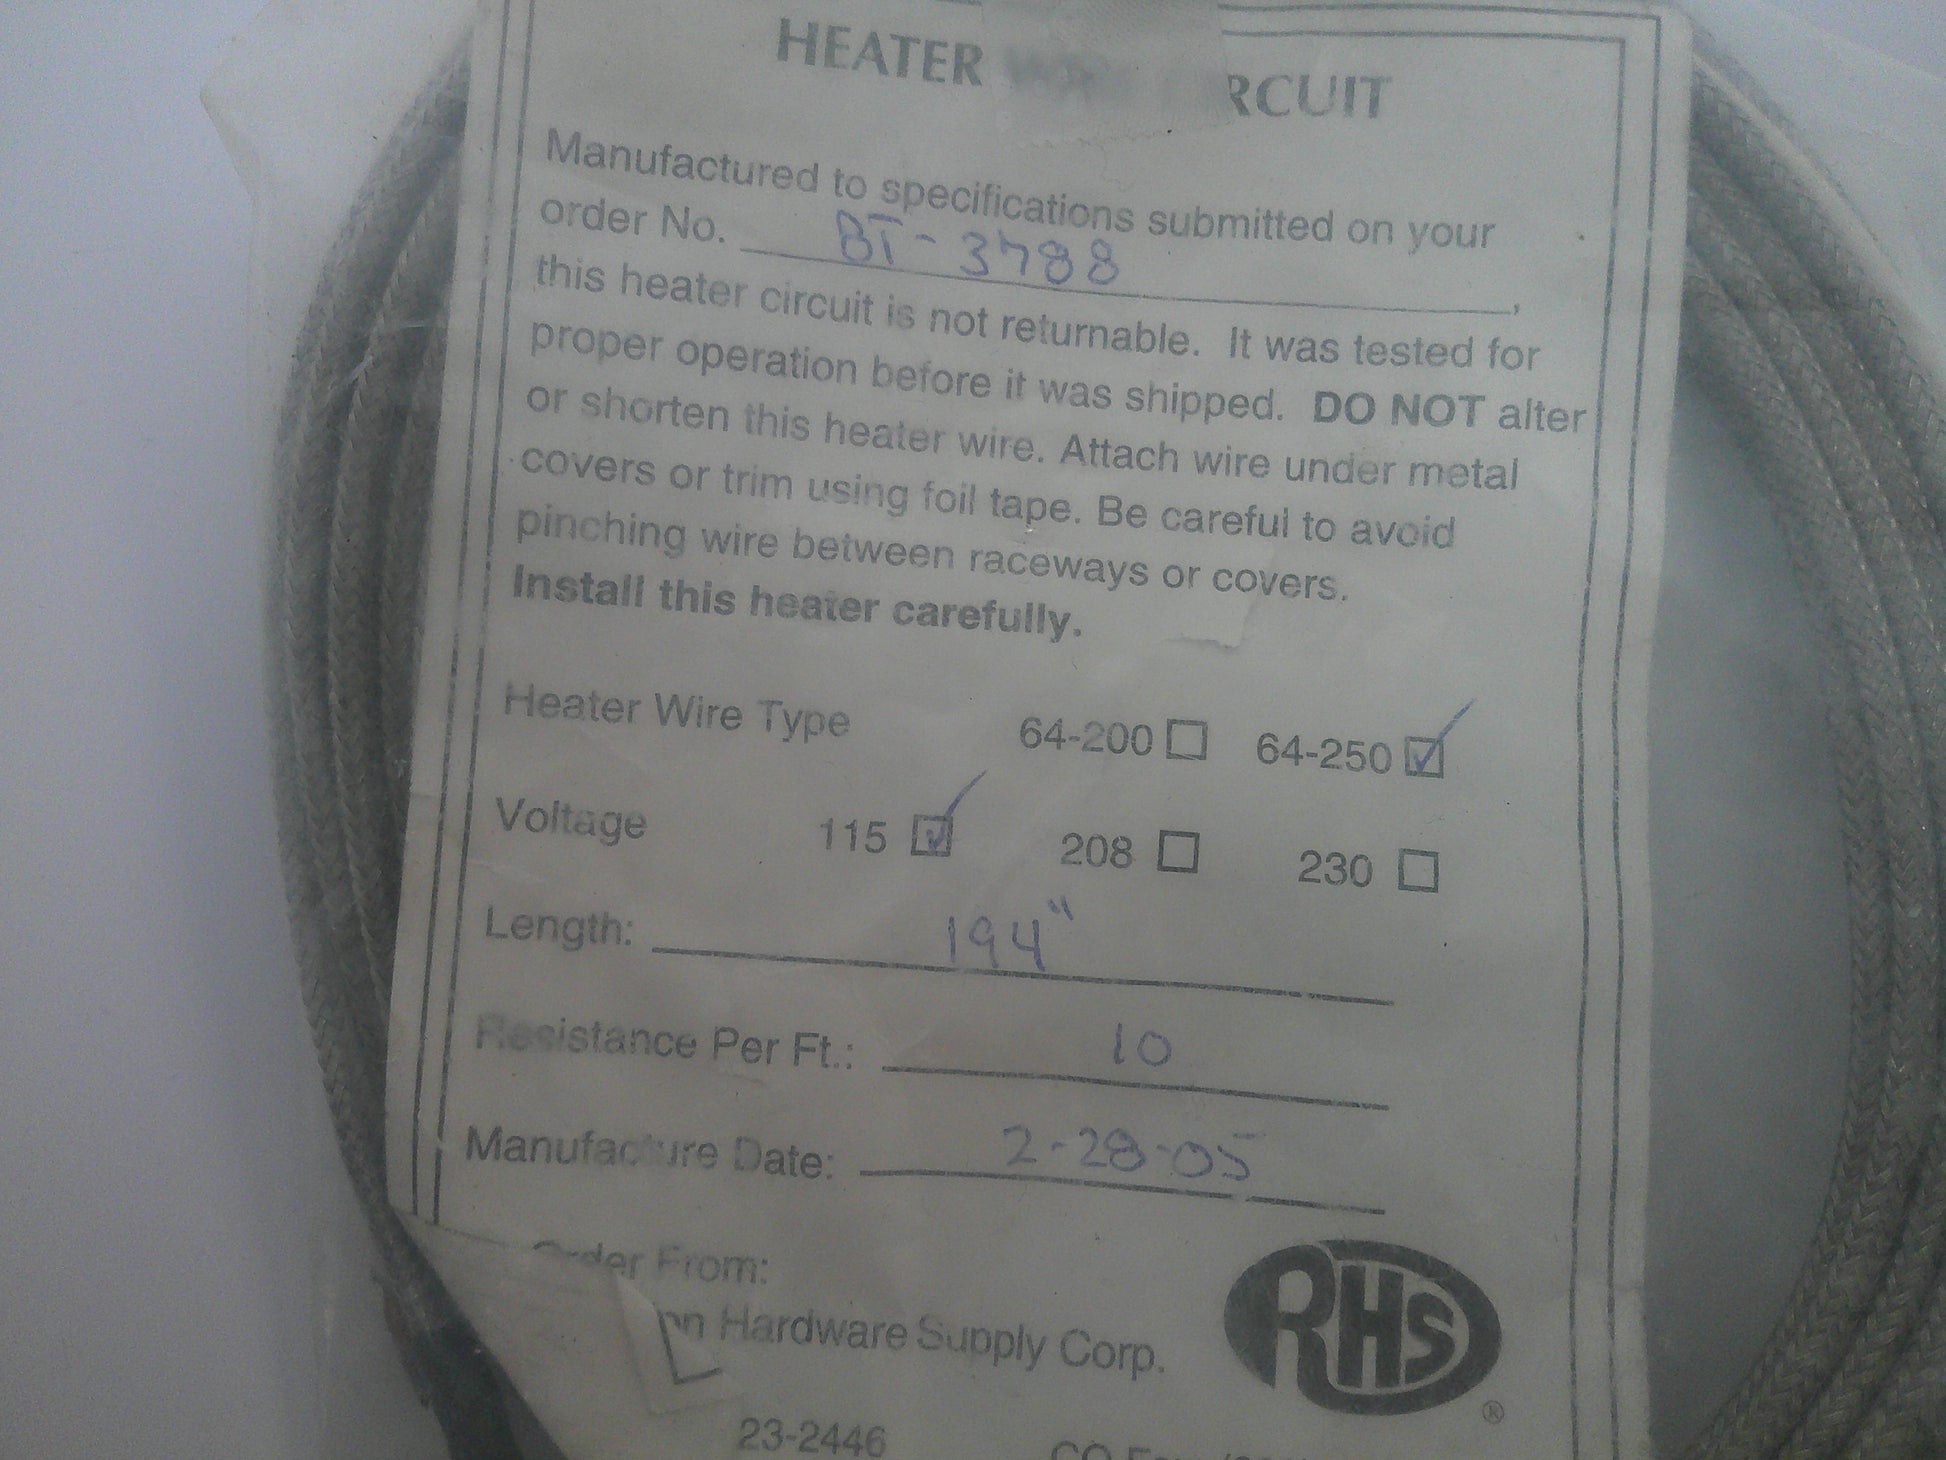 HEATER RCUIT
Manufactured to specifications submitted on your
order No. BT-3788,
this heater circuit is not returnable. It was tested for
proper operation before it was shipped. DO NOT alter
or shorten this heater wire. Attach wire under metal
covers or trim using foil tape. Be careful to avoid
pinching wire between raceways or covers.
Install this heater carefully.
Heater Wire Type 64-200 ☐ 64-250 ☑
Voltage 115 ☑ 208 ☐ 230 ☐
Length: 194"
Resistance Per Ft.: 10
Manufacture Date: 2-28-05
Order From:
on Hardware Supply Corp.
RHS ®
23-2446